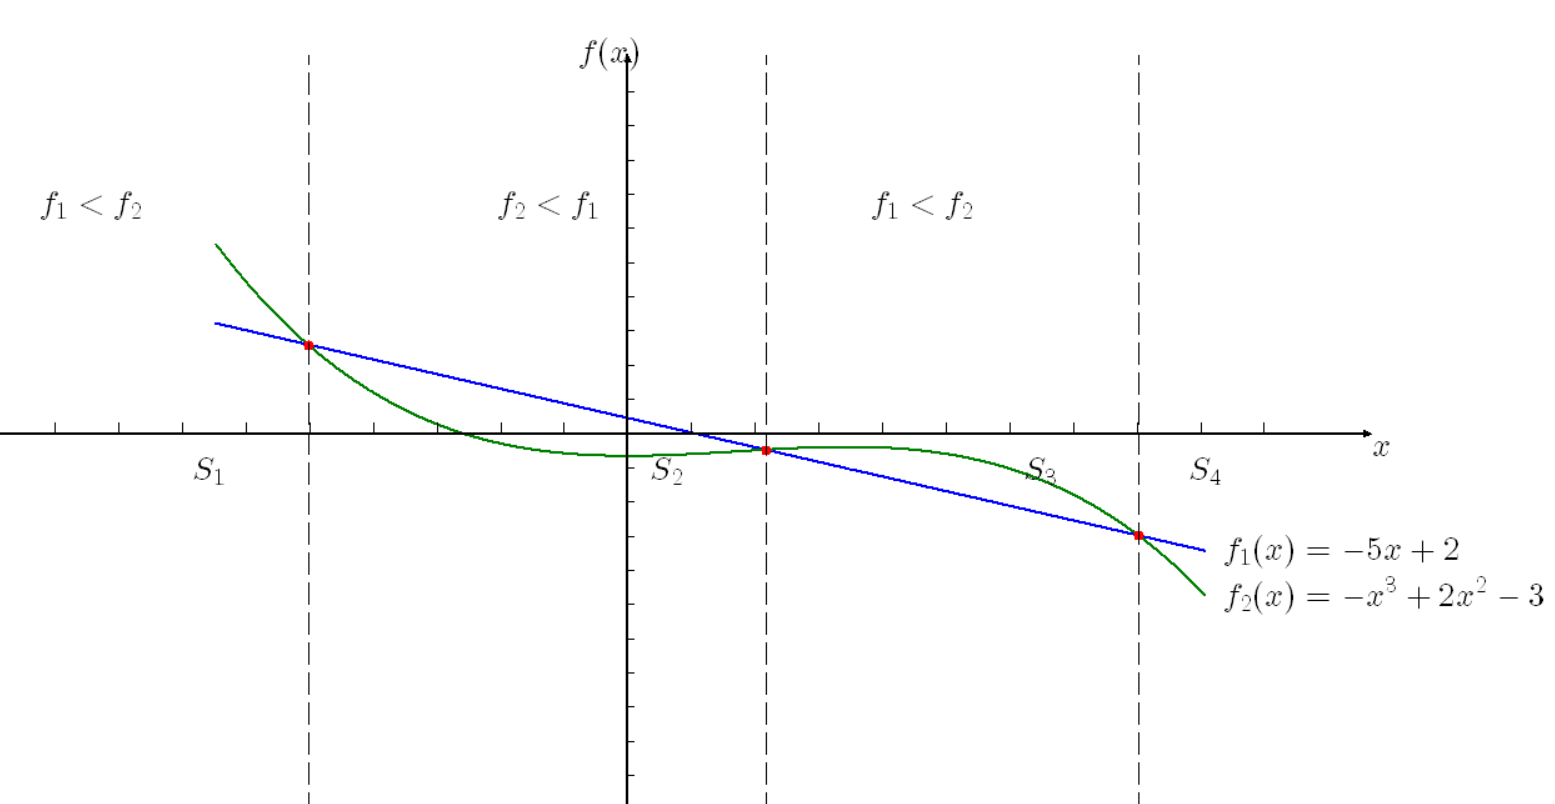 f(x)
f₁ < f₂
f₂ < f₁
f₁ < f₂
x
S₁
S₂
S₃
S₄
f₁(x) = −5x + 2
f₂(x) = −x³ + 2x² − 3